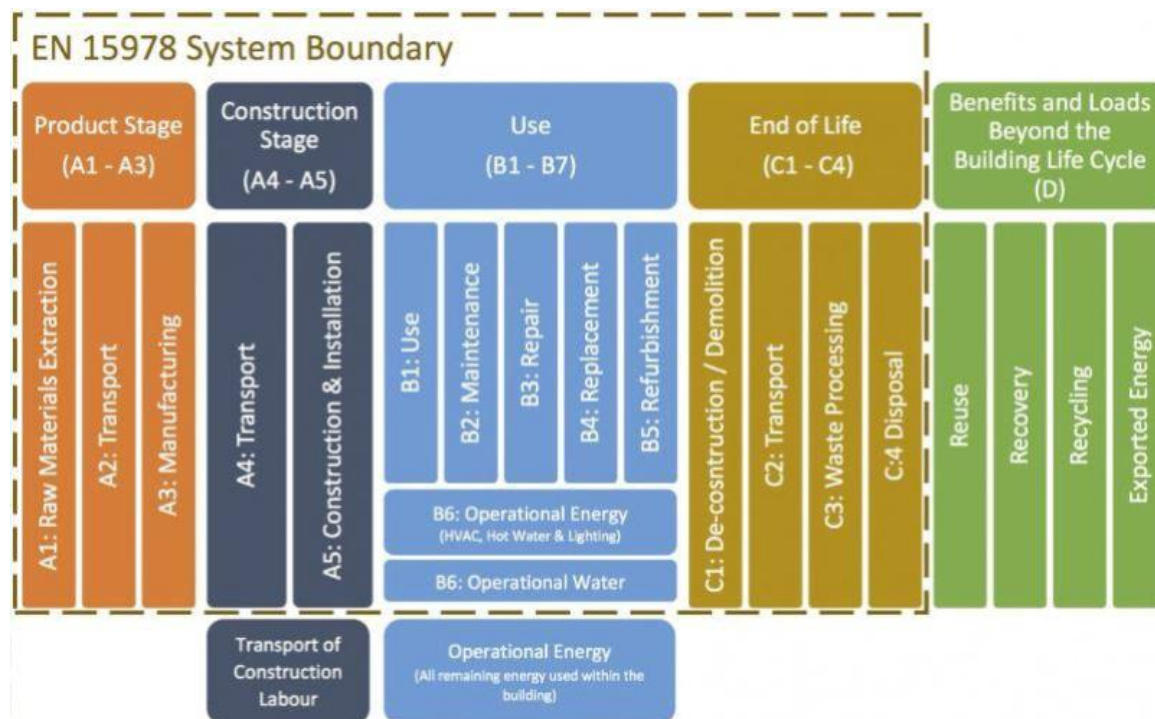 EN 15978 System Boundary
Product Stage
(A1 - A3)
Construction
Stage
(A4 - A5)
Use
(B1 - B7)
End of Life
(C1 - C4)
Benefits and Loads
Beyond the
Building Life Cycle
(D)
A1: Raw Materials Extraction
A2: Transport
A3: Manufacturing
A4: Transport
A5: Construction & Installation
B1: Use
B2: Maintenance
B3: Repair
B4: Replacement
B5: Refurbishment
B6: Operational Energy
(HVAC, Hot Water & Lighting)
B6: Operational Water
C1: De-cosntruction / Demolition
C2: Transport
C3: Waste Processing
C:4 Disposal
Reuse
Recovery
Recycling
Exported Energy
Transport of
Construction
Labour
Operational Energy
(All remaining energy used within the
building)